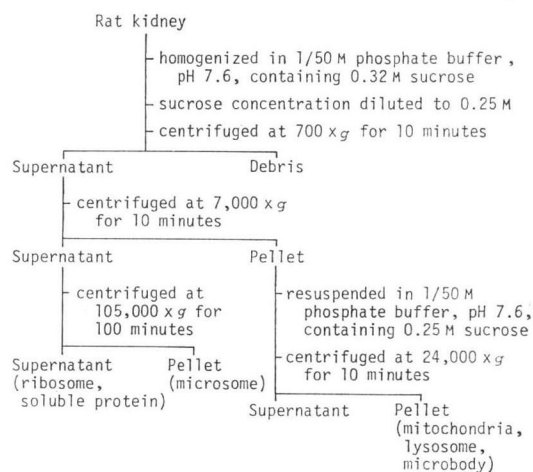 Rat kidney
homogenized in 1/50 M phosphate buffer,
pH 7.6, containing 0.32 M sucrose
sucrose concentration diluted to 0.25 M
centrifuged at 700 x g for 10 minutes
Supernatant Debris
centrifuged at 7,000 x g
for 10 minutes
Supernatant Pellet
centrifuged at
105,000 x g for
100 minutes
resuspended in 1/50 M
phosphate buffer, pH 7.6,
containing 0.25 M sucrose
centrifuged at 24,000 x g
for 10 minutes
Supernatant
(ribosome,
soluble protein)
Pellet
(microsome)
Supernatant
Pellet
(mitochondria,
lysosome,
microbody)